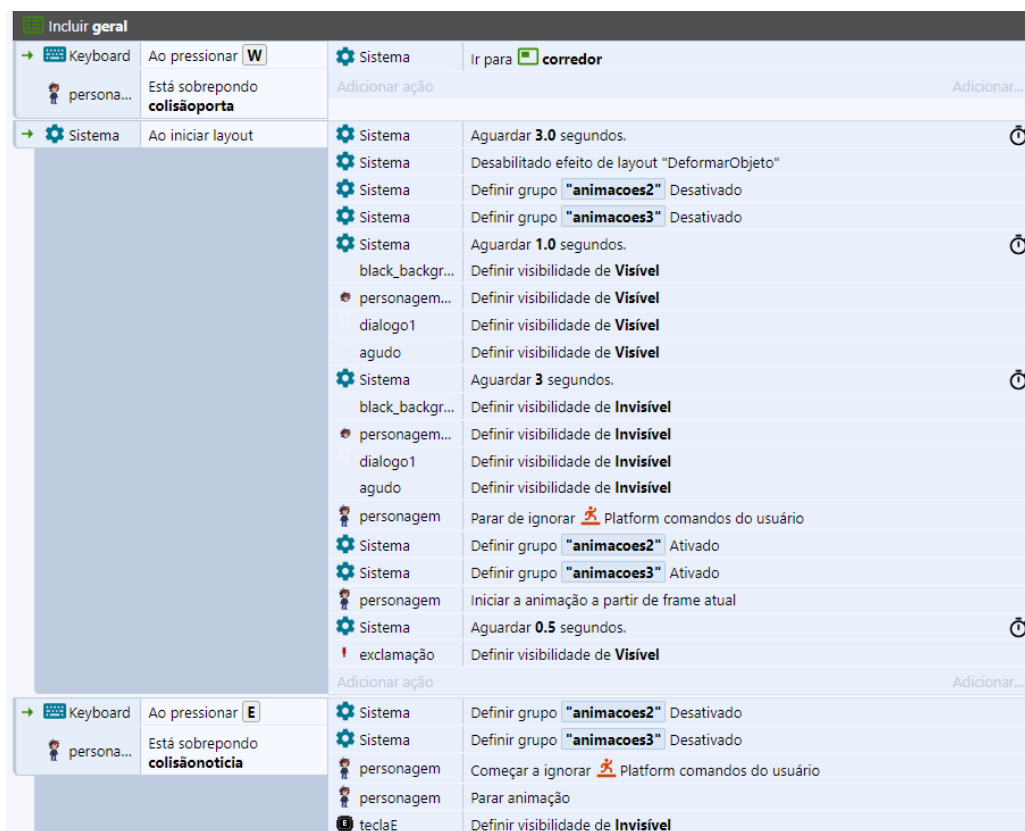 Incluir geral
Keyboard Ao pressionar W Sistema Ir para corredor
persona... Está sobrepondo colisãoporta Adicionar ação Adicionar...
Sistema Ao iniciar layout Sistema Aguardar 3.0 segundos.
Sistema Desabilitado efeito de layout "DeformarObjeto"
Sistema Definir grupo "animacoes2" Desativado
Sistema Definir grupo "animacoes3" Desativado
Sistema Aguardar 1.0 segundos.
black_backgr... Definir visibilidade de Visível
personagem... Definir visibilidade de Visível
dialogo1 Definir visibilidade de Visível
agudo Definir visibilidade de Visível
Sistema Aguardar 3 segundos.
black_backgr... Definir visibilidade de Invisível
personagem... Definir visibilidade de Invisível
dialogo1 Definir visibilidade de Invisível
agudo Definir visibilidade de Invisível
personagem Parar de ignorar Platform comandos do usuário
Sistema Definir grupo "animacoes2" Ativado
Sistema Definir grupo "animacoes3" Ativado
personagem Iniciar a animação a partir de frame atual
Sistema Aguardar 0.5 segundos.
exclamação Definir visibilidade de Visível
Adicionar ação Adicionar...
Keyboard Ao pressionar E Sistema Definir grupo "animacoes2" Desativado
persona... Está sobrepondo colisãonoticia Sistema Definir grupo "animacoes3" Desativado
personagem Começar a ignorar Platform comandos do usuário
personagem Parar animação
teclaE Definir visibilidade de Invisível